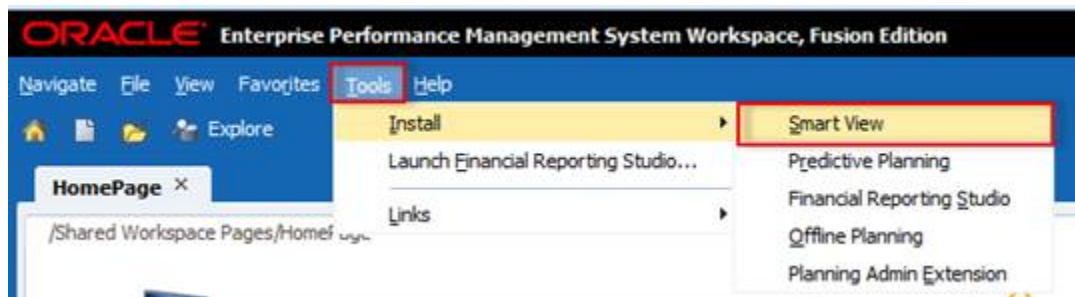 ORACLE Enterprise Performance Management System Workspace, Fusion Edition
Navigate File View Favorites Tools Help
Explore
Install
Launch Financial Reporting Studio...
Links
Smart View
Predictive Planning
Financial Reporting Studio
Offline Planning
Planning Admin Extension
HomePage ×
/Shared Workspace Pages/HomePage